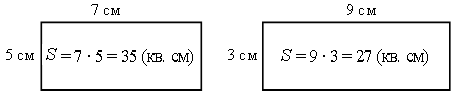 7 см
9 см
5 см
S = 7 · 5 = 35 (кв. см)
3 см
S = 9 · 3 = 27 (кв. см)